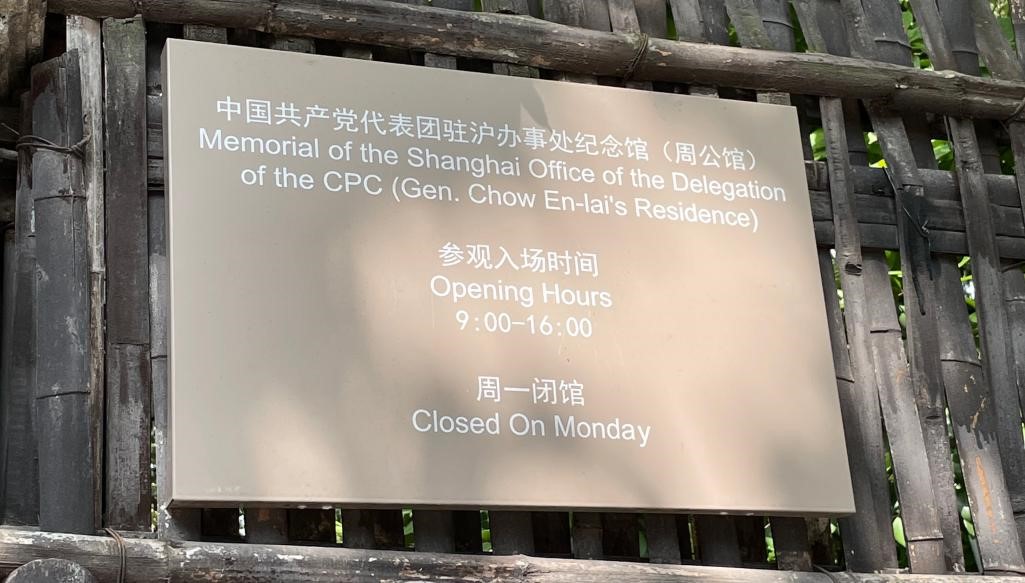 中国共产党代表团驻沪办事处纪念馆（周公馆）
Memorial of the Shanghai Office of the Delegation
of the CPC (Gen. Chow En-lai's Residence)
参观入场时间
Opening Hours
9:00-16:00
周一闭馆
Closed On Monday